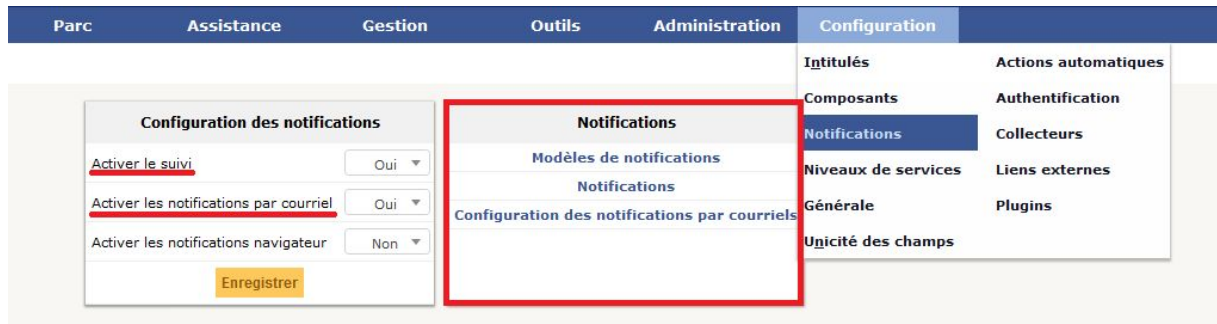 Parc Assistance Gestion Outils Administration Configuration
Intitulés Actions automatiques
Composants Authentification
Notifications Collecteurs
Niveaux de services Liens externes
Générale Plugins
Unicité des champs
Configuration des notifications
Activer le suivi Oui
Activer les notifications par courriel Oui
Activer les notifications navigateur Non
Enregistrer
Notifications
Modèles de notifications
Notifications
Configuration des notifications par courriels